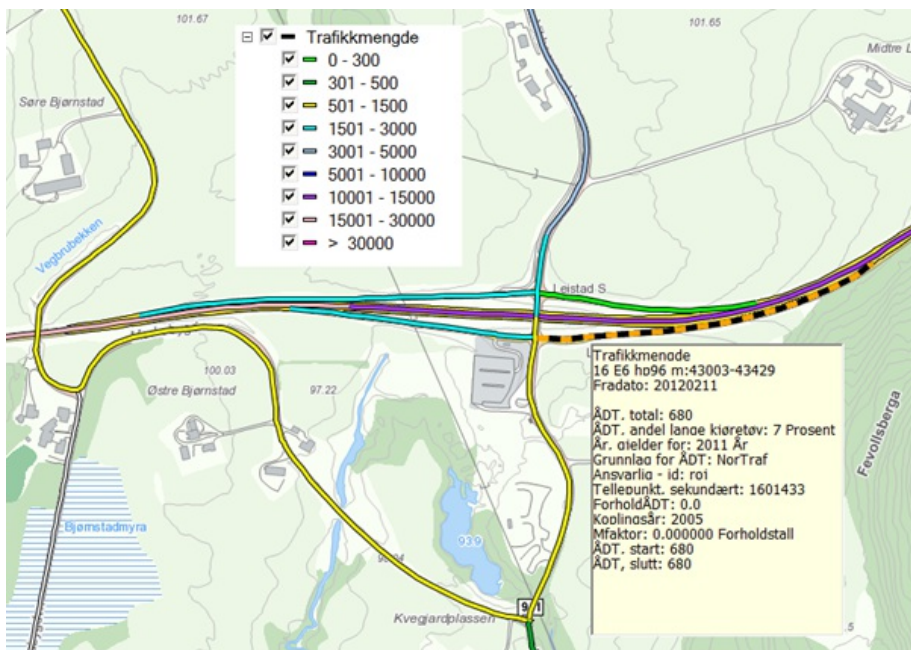 101.67
101.65
Trafikkmengde
0 - 300
301 - 500
501 - 1500
1501 - 3000
3001 - 5000
5001 - 10000
10001 - 15000
15001 - 30000
> 30000
Midtre L
Søre Bjørnstad
Vegbrubekken
Leistad S
100.03
Østre Bjørnstad
97.22
Trafikkmengde
16 E6 hp96 m:43003-43429
Fradato: 20120211
ÅDT. total: 680
ÅDT. andel lange kjøretøy: 7 Prosent
År. gjelder for: 2011 År
Grunnlag for ÅDT: NorTraf
Ansvarlig - id: roj
Tellepunkt. sekundært: 1601433
ForholdÅDT: 0.0
Koplingsår: 2005
Mfaktor: 0.000000 Forholdstall
ÅDT. start: 680
ÅDT, slutt: 680
Fevollsberga
Bjørnstadmyra
93.9
Kvegjardplassen
.5